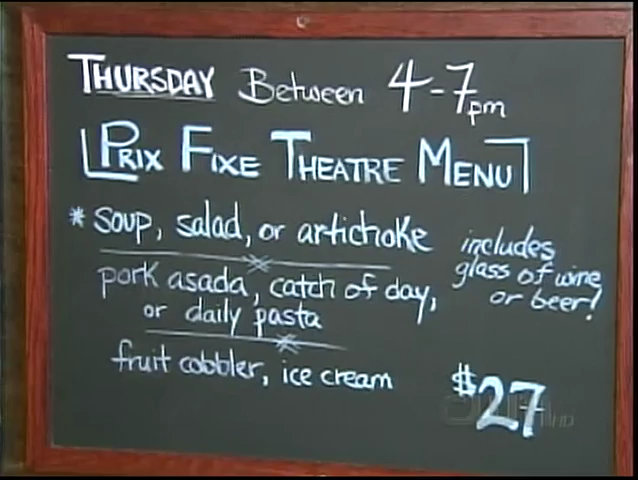 THURSDAY Between 4-7pm
PRIX FIXE THEATRE MENU
* soup, salad, or artichoke
includes
glass of wine
or beer!
pork asada, catch of day,
or daily pasta
fruit cobbler, ice cream
$27
HD